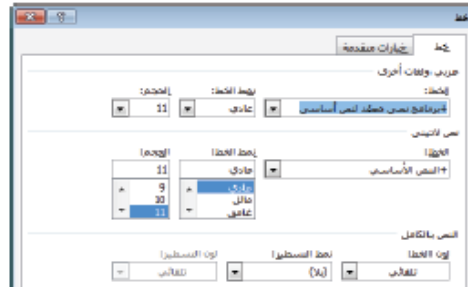 خط
خط خيارات متقدمة
عربي ولغات أخرى
الخط: نمط الخط: الحجم:
+برنامج نصي معقد لنص أساسي عادي 11
نص لاتيني
الخط: نمط الخط: الحجم:
+النص الأساسي عادي 11
عادي 9
مائل 10
غامق 11
النص بالكامل
لون الخط: نمط التسطير: لون التسطير:
تلقائي (بلا) تلقائي